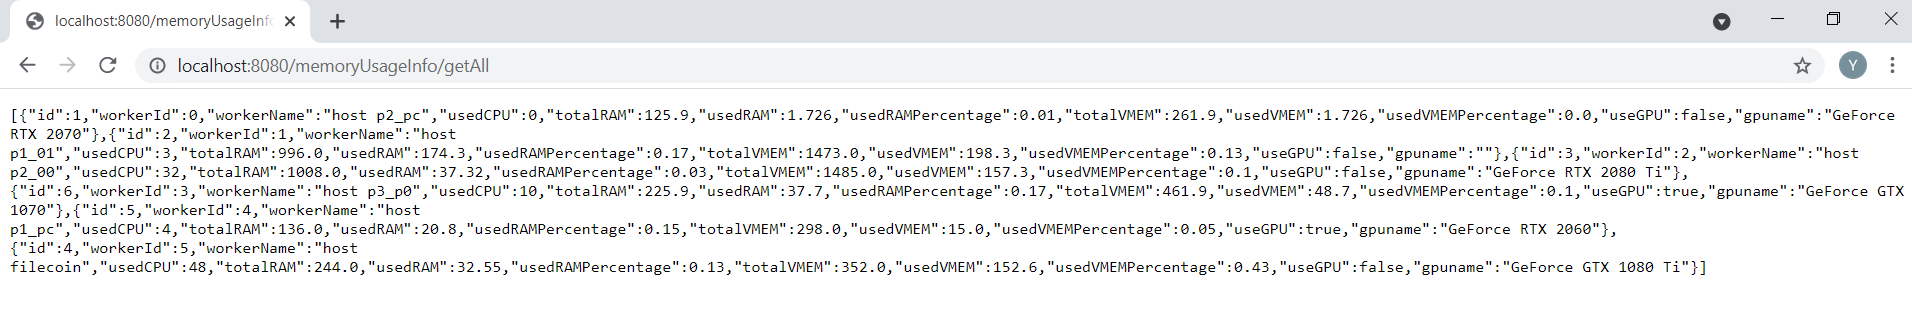 localhost:8080/memoryUsageInfo
localhost:8080/memoryUsageInfo/getAll
Y
[{"id":1,"workerId":0,"workerName":"host p2_pc","usedCPU":0,"totalRAM":125.9,"usedRAM":1.726,"usedRAMPercentage":0.01,"totalVMEM":261.9,"usedVMEM":1.726,"usedVMEMPercentage":0.0,"useGPU":false,"gpuname":"GeForce
RTX 2070"},{"id":2,"workerId":1,"workerName":"host
p1_01","usedCPU":3,"totalRAM":996.0,"usedRAM":174.3,"usedRAMPercentage":0.17,"totalVMEM":1473.0,"usedVMEM":198.3,"usedVMEMPercentage":0.13,"useGPU":false,"gpuname":""},{"id":3,"workerId":2,"workerName":"host
p2_00","usedCPU":32,"totalRAM":1008.0,"usedRAM":37.32,"usedRAMPercentage":0.03,"totalVMEM":1485.0,"usedVMEM":157.3,"usedVMEMPercentage":0.1,"useGPU":false,"gpuname":"GeForce RTX 2080 Ti"},
{"id":6,"workerId":3,"workerName":"host p3_p0","usedCPU":10,"totalRAM":225.9,"usedRAM":37.7,"usedRAMPercentage":0.17,"totalVMEM":461.9,"usedVMEM":48.7,"usedVMEMPercentage":0.1,"useGPU":true,"gpuname":"GeForce GTX
1070"},{"id":5,"workerId":4,"workerName":"host
p1_pc","usedCPU":4,"totalRAM":136.0,"usedRAM":20.8,"usedRAMPercentage":0.15,"totalVMEM":298.0,"usedVMEM":15.0,"usedVMEMPercentage":0.05,"useGPU":true,"gpuname":"GeForce RTX 2060"},
{"id":4,"workerId":5,"workerName":"host
filecoin","usedCPU":48,"totalRAM":244.0,"usedRAM":32.55,"usedRAMPercentage":0.13,"totalVMEM":352.0,"usedVMEM":152.6,"usedVMEMPercentage":0.43,"useGPU":false,"gpuname":"GeForce GTX 1080 Ti"}]